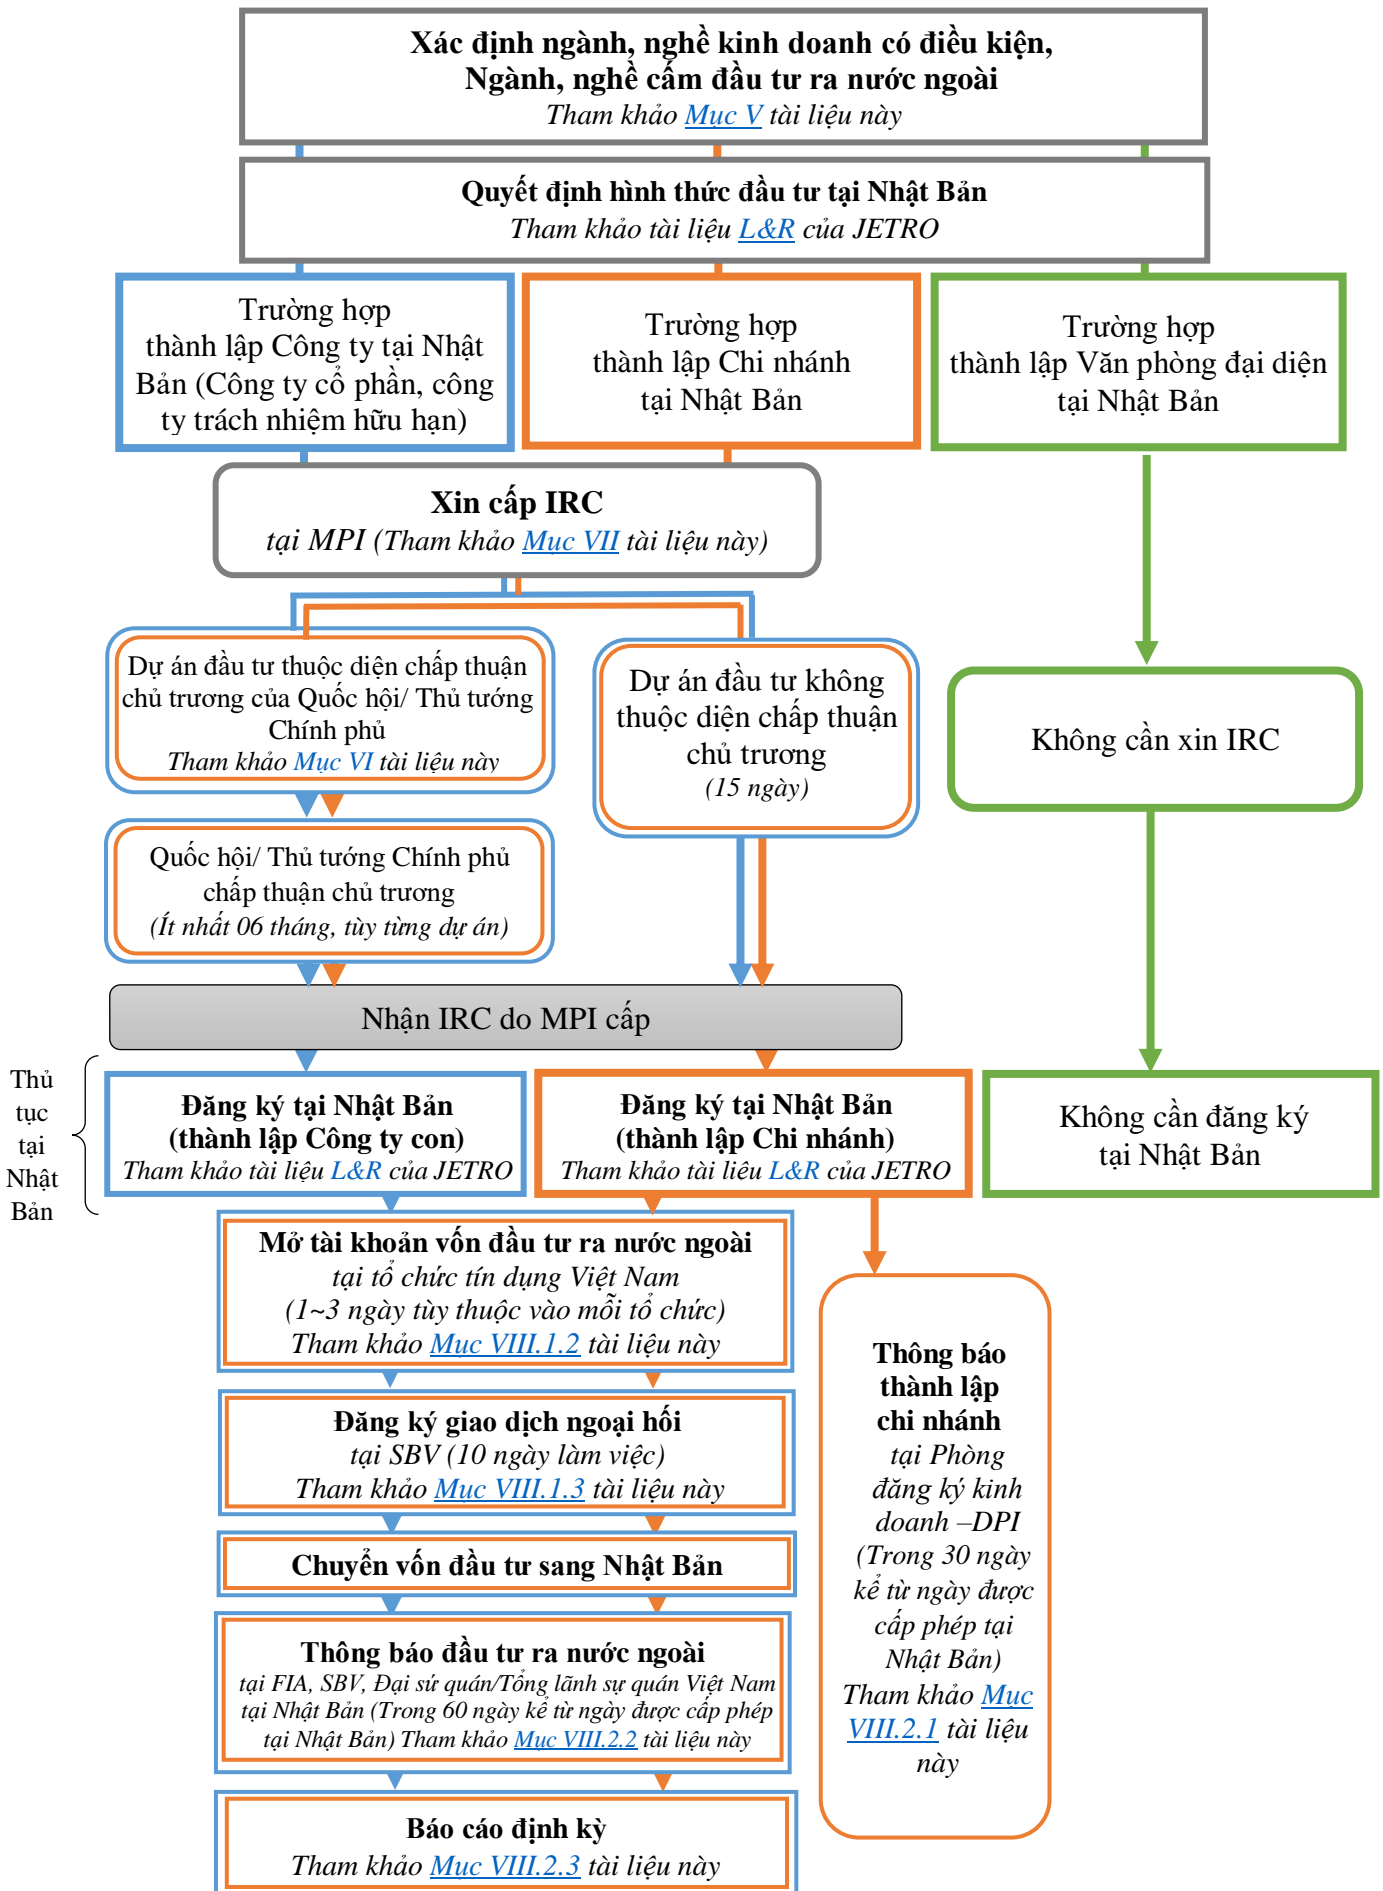 Xác định ngành, nghề kinh doanh có điều kiện,
Ngành, nghề cấm đầu tư ra nước ngoài
Tham khảo Mục V tài liệu này
Quyết định hình thức đầu tư tại Nhật Bản
Tham khảo tài liệu L&R của JETRO
Trường hợp
thành lập Công ty tại Nhật
Bản (Công ty cổ phần, công
ty trách nhiệm hữu hạn)
Trường hợp
thành lập Chi nhánh
tại Nhật Bản
Trường hợp
thành lập Văn phòng đại diện
tại Nhật Bản
Xin cấp IRC
tại MPI (Tham khảo Mục VII tài liệu này)
Dự án đầu tư thuộc diện chấp thuận
chủ trương của Quốc hội/ Thủ tướng
Chính phủ
Tham khảo Mục VI tài liệu này
Dự án đầu tư không
thuộc diện chấp thuận
chủ trương
(15 ngày)
Không cần xin IRC
Quốc hội/ Thủ tướng Chính phủ
chấp thuận chủ trương
(Ít nhất 06 tháng, tùy từng dự án)
Nhận IRC do MPI cấp
Thủ
tục
tại
Nhật
Bản
Đăng ký tại Nhật Bản
(thành lập Công ty con)
Tham khảo tài liệu L&R của JETRO
Đăng ký tại Nhật Bản
(thành lập Chi nhánh)
Tham khảo tài liêu L&R của JETRO
Không cần đăng ký
tại Nhật Bản
Mở tài khoản vốn đầu tư ra nước ngoài
tại tổ chức tín dụng Việt Nam
(1~3 ngày tùy thuộc vào mỗi tổ chức)
Tham khảo Mục VIII.1.2 tài liệu này
Đăng ký giao dịch ngoại hối
tại SBV (10 ngày làm việc)
Tham khảo Mục VIII.1.3 tài liệu này
Chuyển vốn đầu tư sang Nhật Bản
Thông báo đầu tư ra nước ngoài
tại FIA, SBV, Đại sứ quán/Tổng lãnh sự quán Việt Nam
tại Nhật Bản (Trong 60 ngày kể từ ngày được cấp phép
tại Nhật Bản) Tham khảo Mục VIII.2.2 tài liệu này
Báo cáo định kỳ
Tham khảo Mục VIII.2.3 tài liệu này
Thông báo
thành lập
chi nhánh
tại Phòng
đăng ký kinh
doanh –DPI
(Trong 30 ngày
kể từ ngày được
cấp phép tại
Nhật Bản)
Tham khảo Mục
VIII.2.1 tài liệu
này